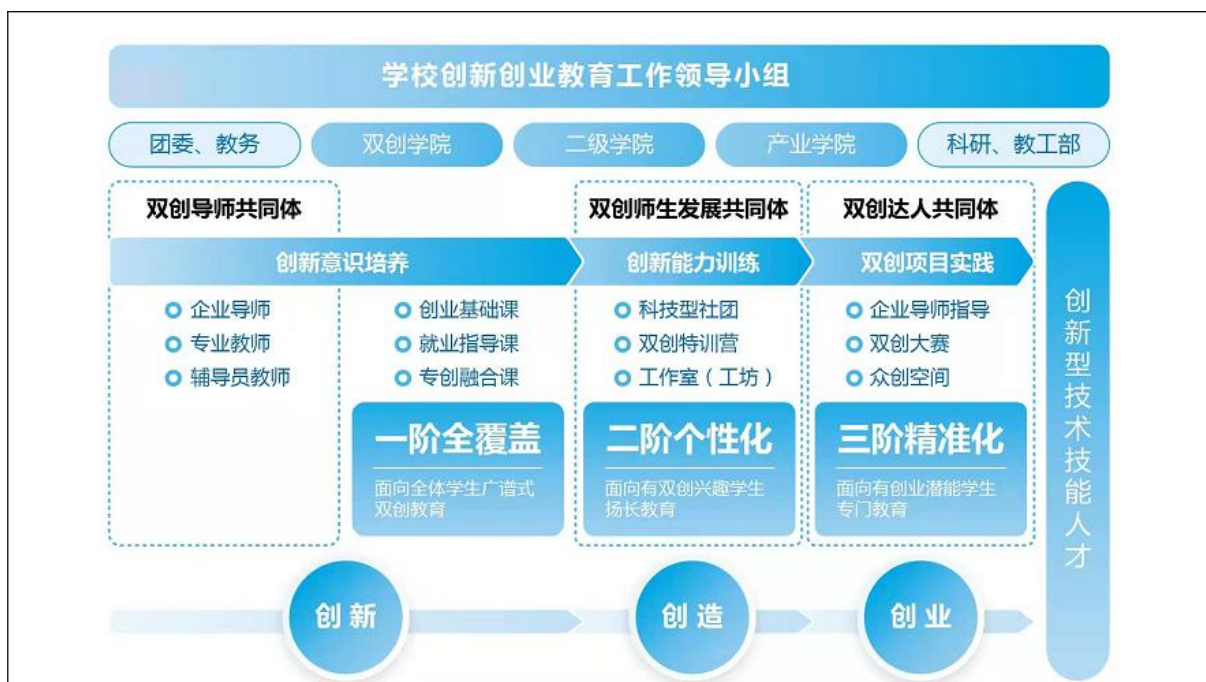 学校创新创业教育工作领导小组
团委、教务
双创学院
二级学院
产业学院
科研、教工部
双创导师共同体
双创师生发展共同体
双创达人共同体
创新意识培养
创新能力训练
双创项目实践
企业导师
专业教师
辅导员教师
创业基础课
就业指导课
专创融合课
科技型社团
双创特训营
工作室（工坊）
企业导师指导
双创大赛
众创空间
一阶全覆盖
面向全体学生广谱式
双创教育
二阶个性化
面向有双创兴趣学生
扬长教育
三阶精准化
面向有创业潜能学生
专门教育
创新型技术技能人才
创新
创造
创业